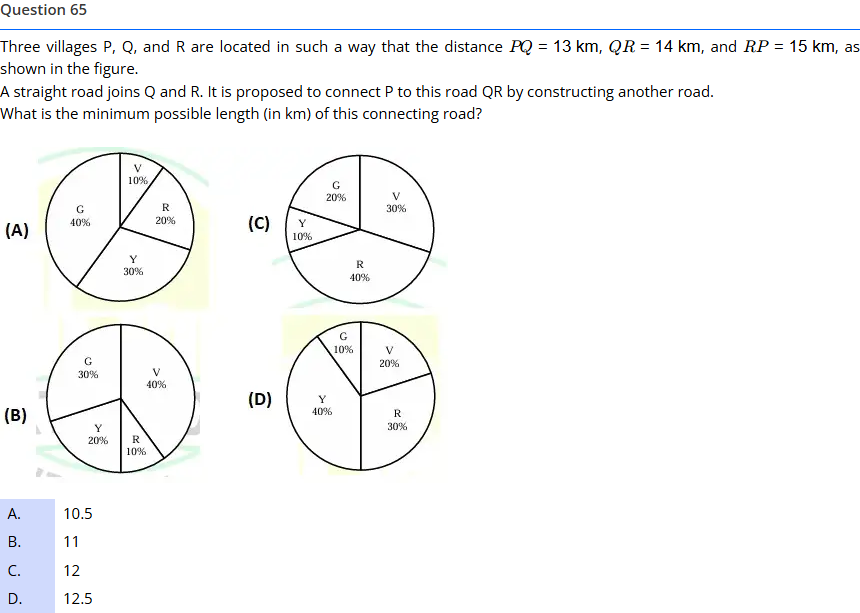 Question 65
Three villages P, Q, and R are located in such a way that the distance PQ = 13 km, QR = 14 km, and RP = 15 km, as
shown in the figure.
A straight road joins Q and R. It is proposed to connect P to this road QR by constructing another road.
What is the minimum possible length (in km) of this connecting road?
(A)
V
10%
R
20%
Y
30%
G
40%
(C)
G
20%
V
30%
Y
10%
R
40%
(B)
G
30%
V
40%
Y
20%
R
10%
(D)
G
10%
V
20%
Y
40%
R
30%
A. 10.5
B. 11
C. 12
D. 12.5